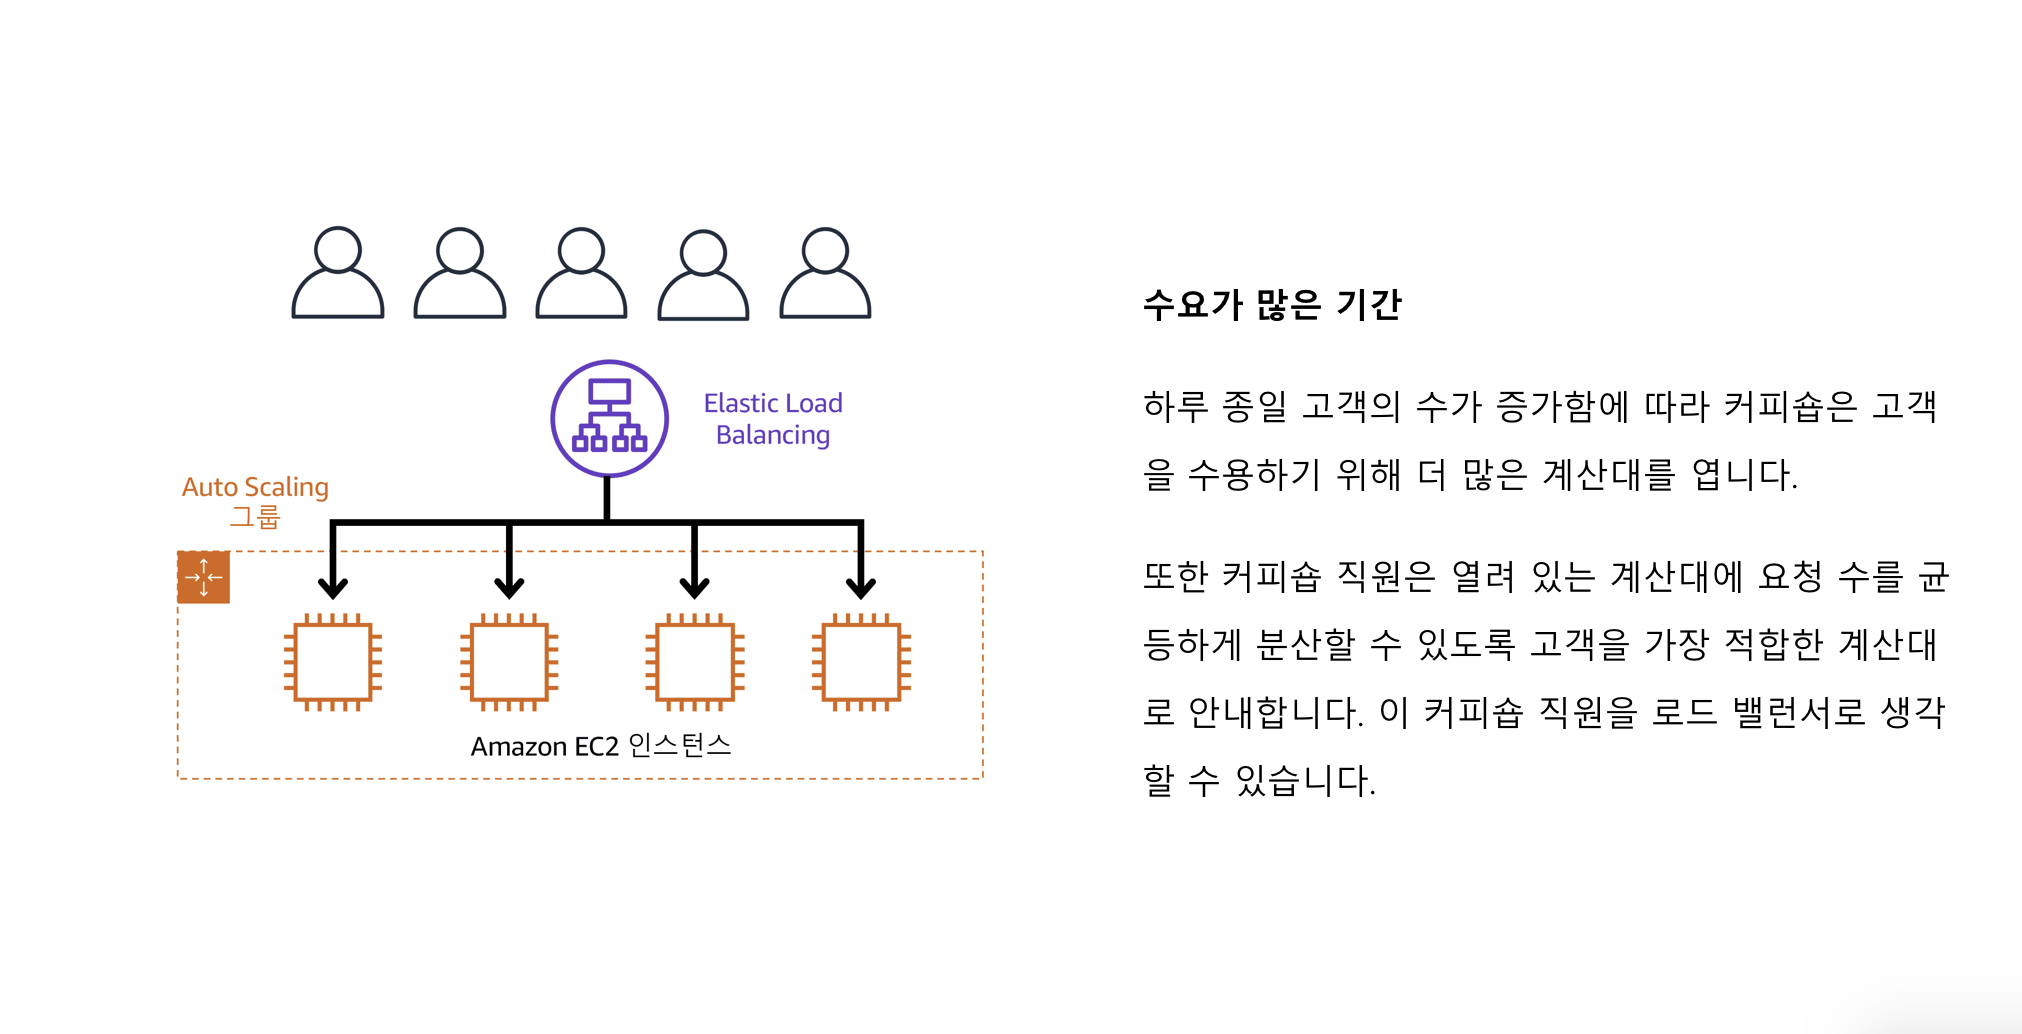 Elastic Load
Balancing
Auto Scaling
그룹
Amazon EC2 인스턴스
수요가 많은 기간
하루 종일 고객의 수가 증가함에 따라 커피숍은 고객
을 수용하기 위해 더 많은 계산대를 엽니다.
또한 커피숍 직원은 열려 있는 계산대에 요청 수를 균
등하게 분산할 수 있도록 고객을 가장 적합한 계산대
로 안내합니다. 이 커피숍 직원을 로드 밸런서로 생각
할 수 있습니다.